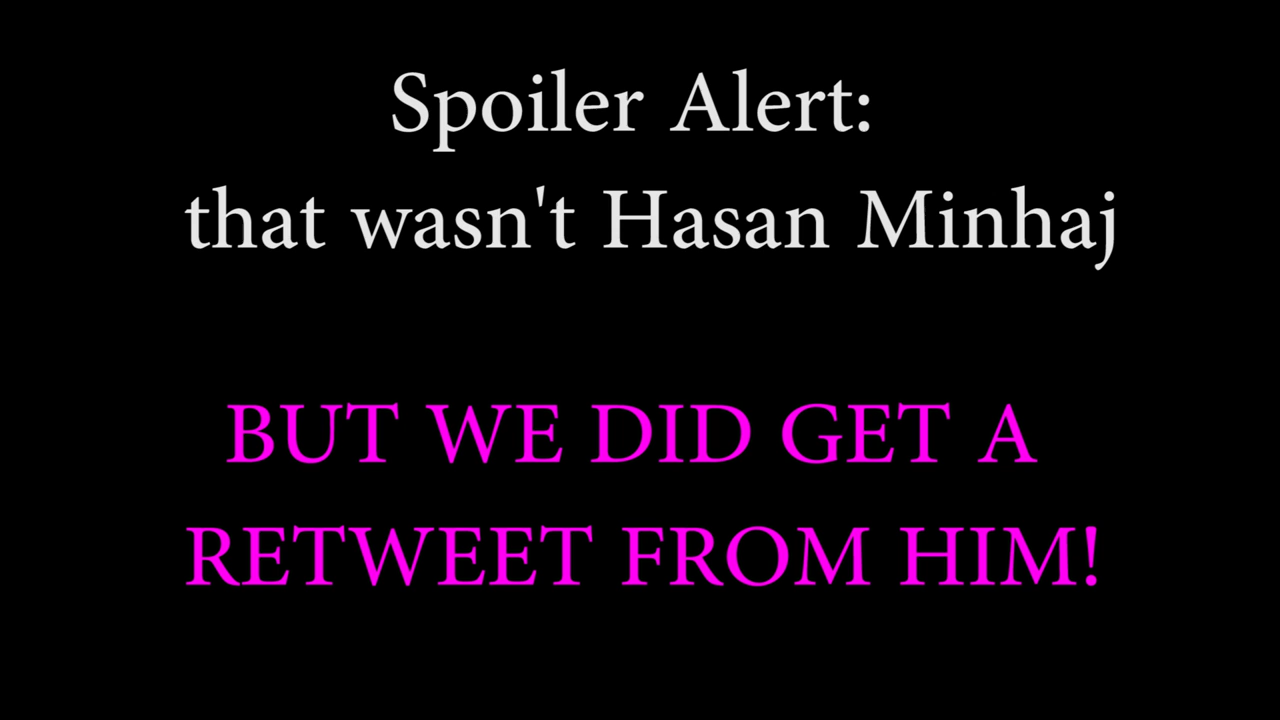 Spoiler Alert:
that wasn't Hasan Minhaj
BUT WE DID GET A
RETWEET FROM HIM!